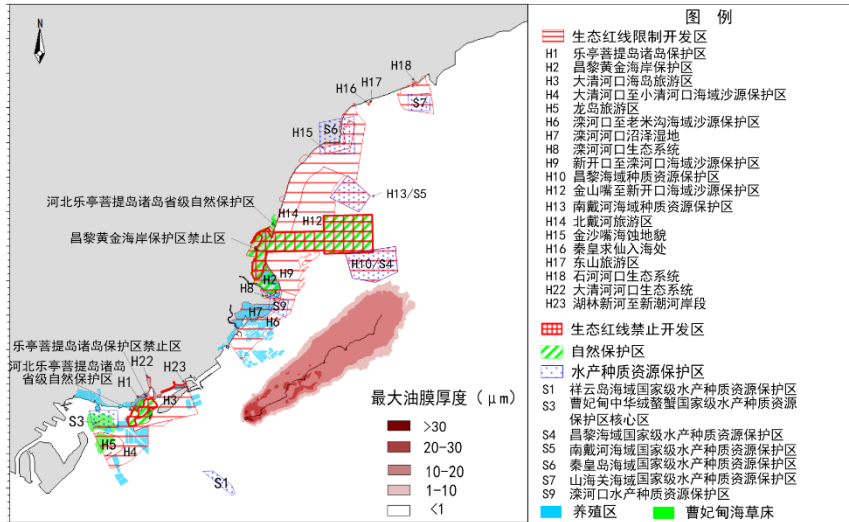 N
H18
H17
H16
S7
S6
H15
H13/S5
河北乐亭菩提岛诸岛省级自然保护区
H14
H12
昌黎黄金海岸保护区禁止区
H10/S4
H9
H2
H8
S9
H7
H6
乐亭菩提岛诸岛保护区禁止区
河北乐亭菩提岛诸岛
省级自然保护区
H22
H23
H1
H3
S3
H5
H4
S1
最大油膜厚度(μm)
>30
20-30
10-20
1-10
<1
图 例
生态红线限制开发区
H1 乐亭菩提岛诸岛保护区
H2 昌黎黄金海岸保护区
H3 大清河口海岛旅游区
H4 大清河口至小清河口海域沙源保护区
H5 龙岛旅游区
H6 滦河口至老米沟海域沙源保护区
H7 滦河河口沼泽湿地
H8 滦河河口生态系统
H9 新开口至滦河口海域沙源保护区
H10 昌黎海域种质资源保护区
H12 金山嘴至新开口海域沙源保护区
H13 南戴河海域种质资源保护区
H14 北戴河旅游区
H15 金沙嘴海蚀地貌
H16 秦皇求仙入海处
H17 东山旅游区
H18 石河河口生态系统
H22 大清河河口生态系统
H23 湖林新河至新潮河岸段
生态红线禁止开发区
自然保护区
水产种质资源保护区
S1 祥云岛海域国家级水产种质资源保护区
S3 曹妃甸中华绒螯蟹国家级水产种质资源
保护区核心区
S4 昌黎海域国家级水产种质资源保护区
S5 南戴河海域国家级水产种质资源保护区
S6 秦皇岛海域国家级水产种质资源保护区
S7 山海关海域国家级水产种质资源保护区
S9 滦河口水产种质资源保护区
养殖区
曹妃甸海草床